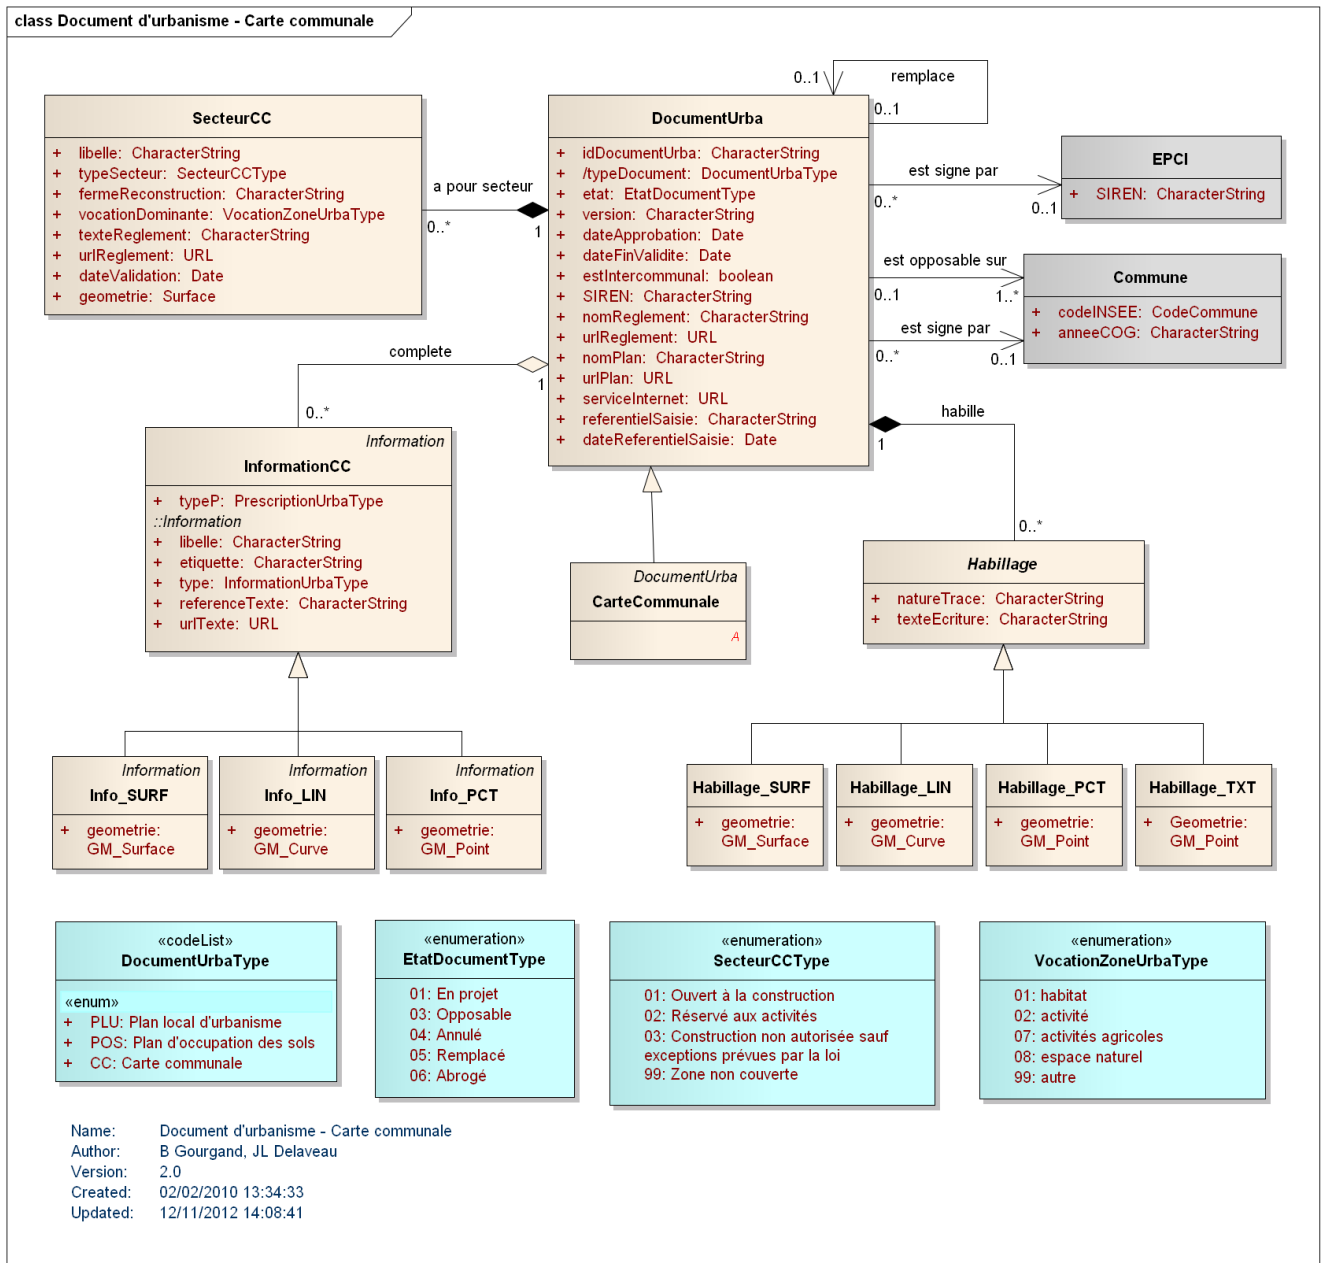 class Document d'urbanisme - Carte communale
0..1
remplace
0..1
SecteurCC
+ libelle: CharacterString
+ typeSecteur: SecteurCCType
+ fermeReconstruction: CharacterString
+ vocationDominante: VocationZoneUrbaType
+ texteReglement: CharacterString
+ urlReglement: URL
+ dateValidation: Date
+ geometrie: Surface
a pour secteur
0..*
1
DocumentUrba
+ idDocumentUrba: CharacterString
+ /typeDocument: DocumentUrbaType
+ etat: EtatDocumentType
+ version: CharacterString
+ dateApprobation: Date
+ dateFinValidite: Date
+ estIntercommunal: boolean
+ SIREN: CharacterString
+ nomReglement: CharacterString
+ urlReglement: URL
+ nomPlan: CharacterString
+ urlPlan: URL
+ serviceInternet: URL
+ referentielSaisie: CharacterString
+ dateReferentielSaisie: Date
est signe par
0..*
0..1
EPCI
+ SIREN: CharacterString
est opposable sur
0..1
1..*
est signe par
0..*
0..1
Commune
+ codeINSEE: CodeCommune
+ anneeCOG: CharacterString
complete
1
0..*
habille
1
0..*
Information
InformationCC
+ typeP: PrescriptionUrbaType
::Information
+ libelle: CharacterString
+ etiquette: CharacterString
+ type: InformationUrbaType
+ referenceTexte: CharacterString
+ urlTexte: URL
DocumentUrba
CarteCommunale
A
Habillage
+ natureTrace: CharacterString
+ texteEcriture: CharacterString
Information
Info_SURF
+ geometrie:
GM_Surface
Information
Info_LIN
+ geometrie:
GM_Curve
Information
Info_PCT
+ geometrie:
GM_Point
Habillage_SURF
+ geometrie:
GM_Surface
Habillage_LIN
+ geometrie:
GM_Curve
Habillage_PCT
+ geometrie:
GM_Point
Habillage_TXT
+ Geometrie:
GM_Point
«codeList»
DocumentUrbaType
«enum»
+ PLU: Plan local d'urbanisme
+ POS: Plan d'occupation des sols
+ CC: Carte communale
«enumeration»
EtatDocumentType
01: En projet
03: Opposable
04: Annulé
05: Remplacé
06: Abrogé
«enumeration»
SecteurCCType
01: Ouvert à la construction
02: Réservé aux activités
03: Construction non autorisée sauf
exceptions prévues par la loi
99: Zone non couverte
«enumeration»
VocationZoneUrbaType
01: habitat
02: activité
07: activités agricoles
08: espace naturel
99: autre
Name: Document d'urbanisme - Carte communale
Author: B Gourgand, JL Delaveau
Version: 2.0
Created: 02/02/2010 13:34:33
Updated: 12/11/2012 14:08:41